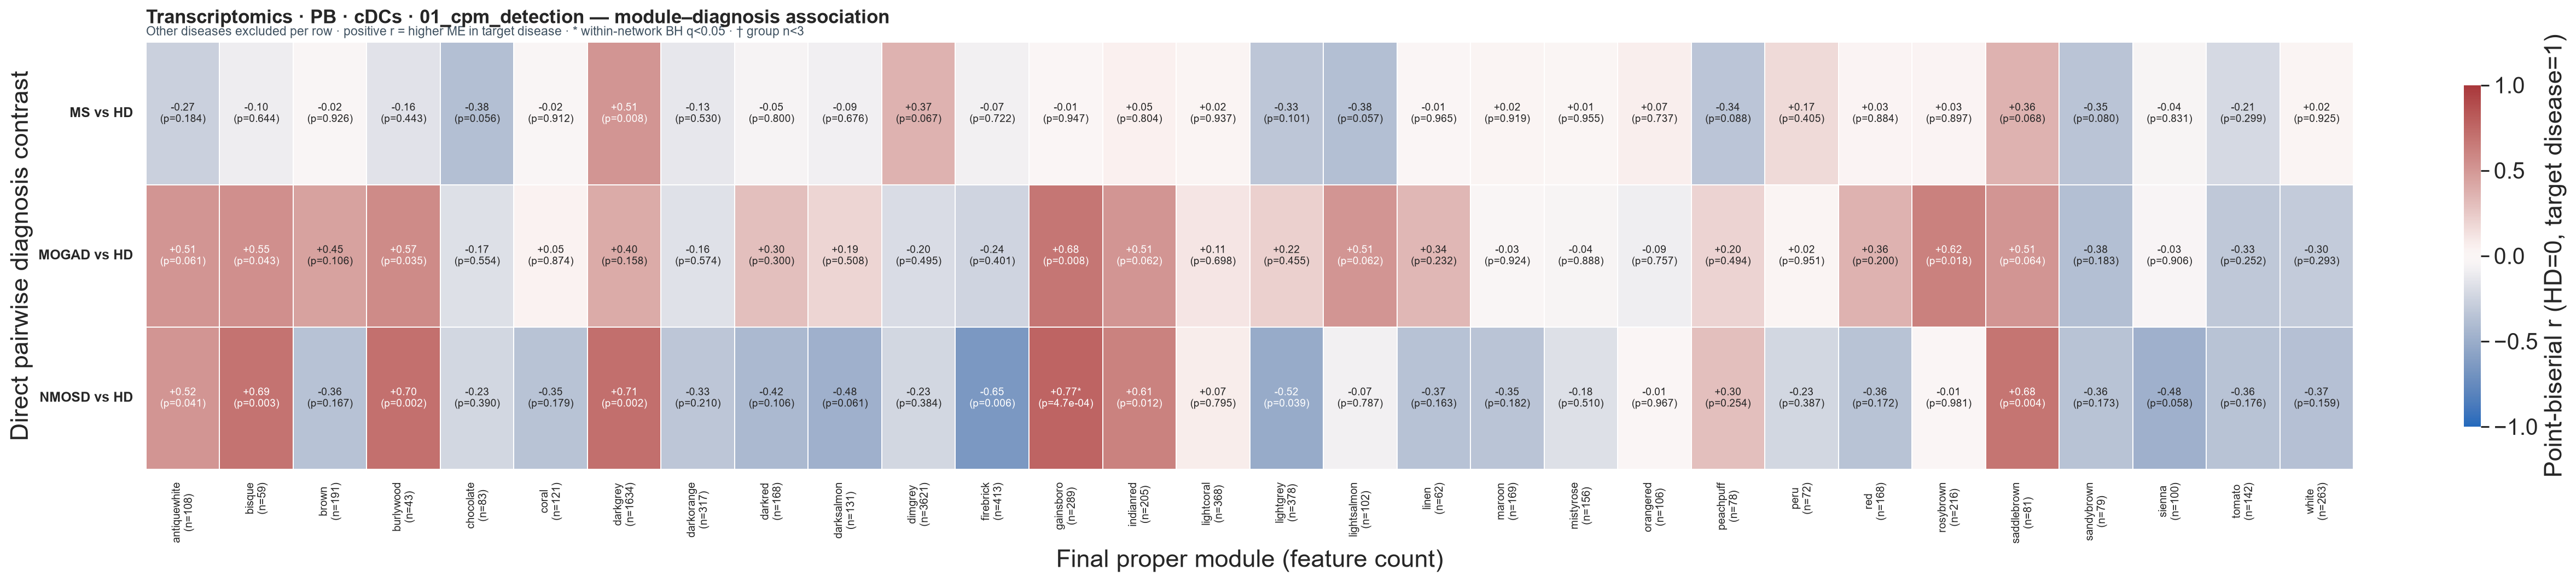 Transcriptomics · PB · cDCs · 01_cpm_detection — module–diagnosis association
Other diseases excluded per row · positive r = higher ME in target disease · * within-network BH q<0.05 · † group n<3
Direct pairwise diagnosis contrast
MS vs HD
-0.27 -0.10 -0.02 -0.16 -0.38 -0.02 +0.51 -0.13 -0.05 -0.09 +0.37 -0.07 -0.01 +0.05 +0.02 -0.33 -0.38 -0.01 +0.02 +0.01 +0.07 -0.34 +0.17 +0.03 +0.03 +0.36 -0.35 -0.04 -0.21 +0.02
(p=0.184) (p=0.644) (p=0.926) (p=0.443) (p=0.056) (p=0.912) (p=0.008) (p=0.530) (p=0.800) (p=0.676) (p=0.067) (p=0.722) (p=0.947) (p=0.804) (p=0.937) (p=0.101) (p=0.057) (p=0.965) (p=0.919) (p=0.955) (p=0.737) (p=0.088) (p=0.405) (p=0.884) (p=0.897) (p=0.068) (p=0.080) (p=0.831) (p=0.299) (p=0.925)
MOGAD vs HD
+0.51 +0.55 +0.45 +0.57 -0.17 +0.05 +0.40 -0.16 +0.30 +0.19 -0.20 -0.24 +0.68 +0.51 +0.11 +0.22 +0.51 +0.34 -0.03 -0.04 -0.09 +0.20 +0.02 +0.36 +0.62 +0.51 -0.38 -0.03 -0.33 -0.30
(p=0.061) (p=0.043) (p=0.106) (p=0.035) (p=0.554) (p=0.874) (p=0.158) (p=0.574) (p=0.300) (p=0.508) (p=0.495) (p=0.401) (p=0.008) (p=0.062) (p=0.698) (p=0.455) (p=0.062) (p=0.232) (p=0.924) (p=0.888) (p=0.757) (p=0.494) (p=0.951) (p=0.200) (p=0.018) (p=0.064) (p=0.183) (p=0.906) (p=0.252) (p=0.293)
NMOSD vs HD
+0.52 +0.69 -0.36 +0.70 -0.23 -0.35 +0.71 -0.33 -0.42 -0.48 -0.23 -0.65 +0.77* +0.61 +0.07 -0.52 -0.07 -0.37 -0.35 -0.18 -0.01 +0.30 -0.23 -0.36 -0.01 +0.68 -0.36 -0.48 -0.36 -0.37
(p=0.041) (p=0.003) (p=0.167) (p=0.002) (p=0.390) (p=0.179) (p=0.002) (p=0.210) (p=0.106) (p=0.061) (p=0.384) (p=0.006) (p=4.7e-04) (p=0.012) (p=0.795) (p=0.039) (p=0.787) (p=0.163) (p=0.182) (p=0.510) (p=0.967) (p=0.254) (p=0.387) (p=0.172) (p=0.981) (p=0.004) (p=0.173) (p=0.058) (p=0.176) (p=0.159)
antiquewhite
(n=108)
bisque
(n=59)
brown
(n=191)
burlywood
(n=43)
chocolate
(n=83)
coral
(n=121)
darkgrey
(n=1634)
darkorange
(n=317)
darkred
(n=168)
darksalmon
(n=131)
dimgrey
(n=3621)
firebrick
(n=413)
gainsboro
(n=289)
indianred
(n=205)
lightcoral
(n=368)
lightgrey
(n=378)
lightsalmon
(n=102)
linen
(n=62)
maroon
(n=169)
mistyrose
(n=156)
orangered
(n=106)
peachpuff
(n=78)
peru
(n=72)
red
(n=168)
rosybrown
(n=216)
saddlebrown
(n=81)
sandybrown
(n=79)
sienna
(n=100)
tomato
(n=142)
white
(n=263)
Final proper module (feature count)
1.0
0.5
0.0
−0.5
−1.0
Point-biserial r (HD=0, target disease=1)